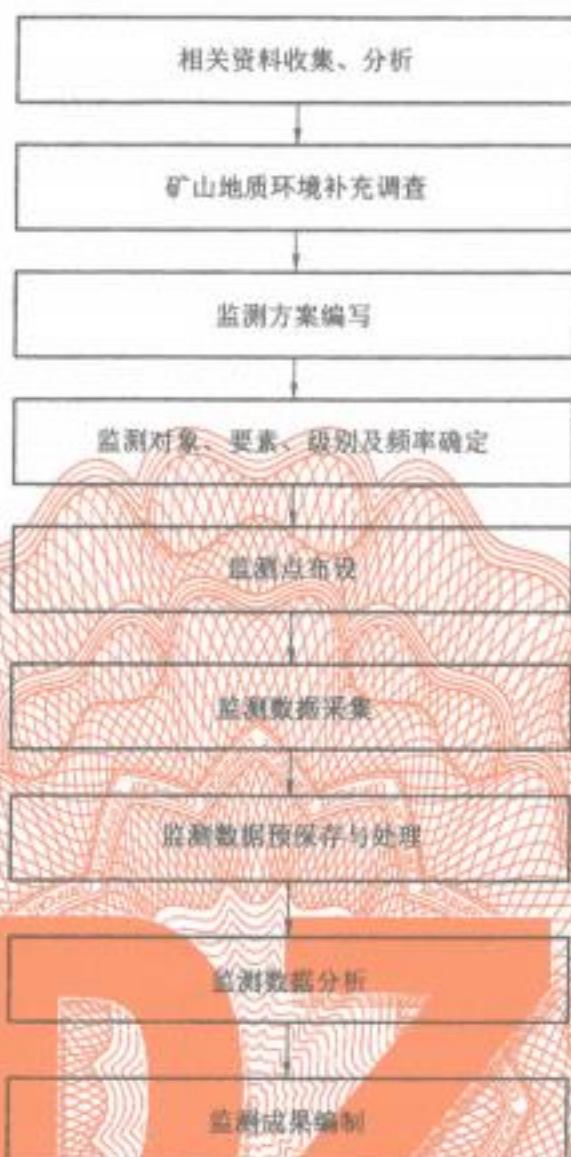 相关资料收集、分析
矿山地质环境补充调查
监测方案编写
监测对象、要素、级别及频率确定
监测点布设
监测数据采集
监测数据预保存与处理
监测数据分析
监测成果编制
DZ